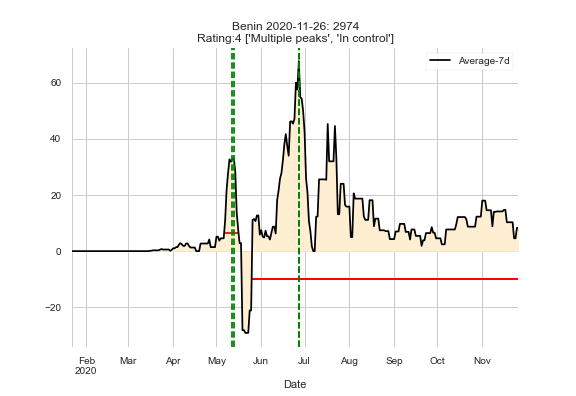 Benin 2020-11-26: 2974
Rating:4 ['Multiple peaks', 'In control']
Average-7d
60
40
20
0
−20
Feb
2020
Mar
Apr
May
Jun
Jul
Aug
Sep
Oct
Nov
Date